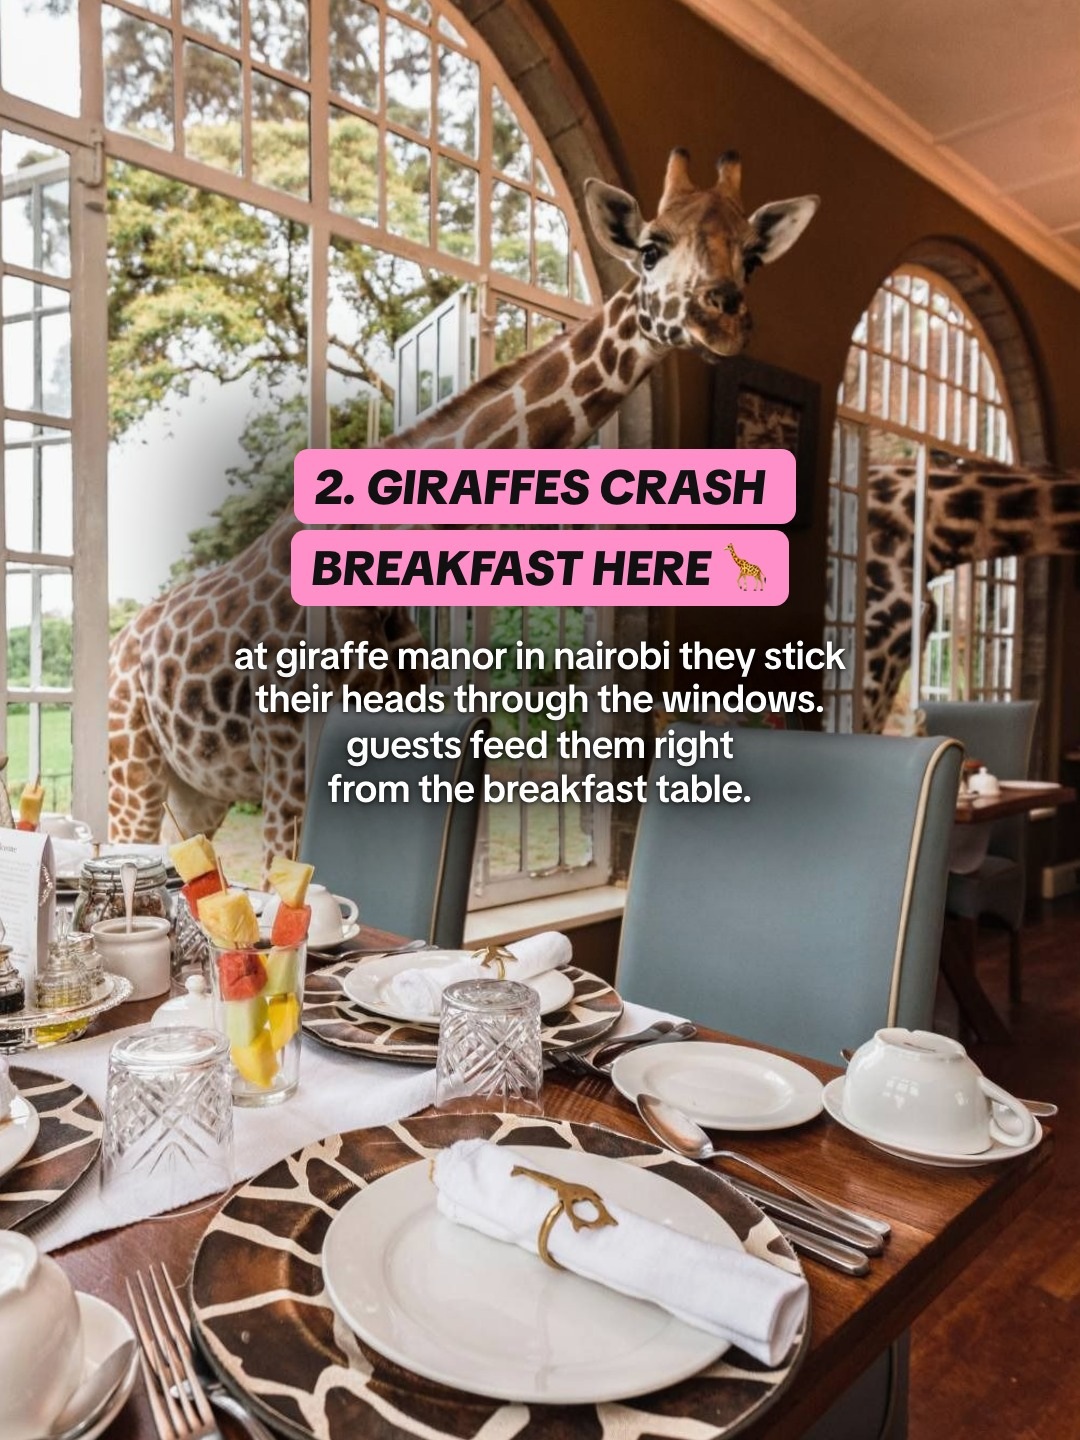 2. GIRAFFES CRASH
BREAKFAST HERE 🦒
at giraffe manor in nairobi they stick
their heads through the windows.
guests feed them right
from the breakfast table.